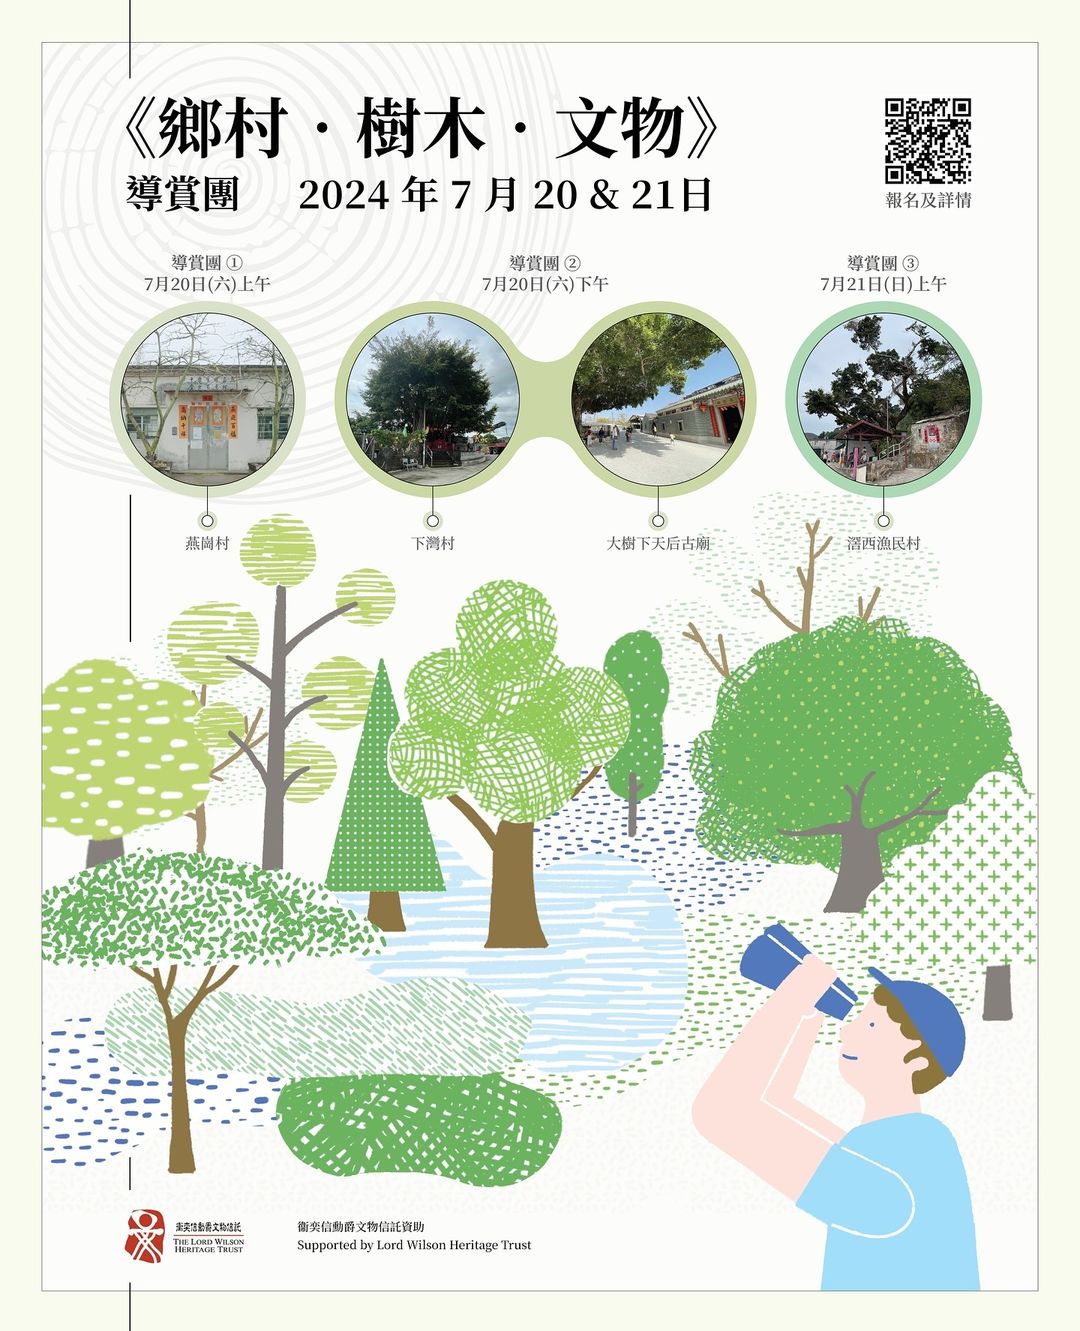 《鄉村·樹木·文物》
導賞團 2024 年 7 月 20 & 21日
報名及詳情
導賞團 ①
7月20日(六)上午
導賞團 ②
7月20日(六)下午
導賞團 ③
7月21日(日)上午
燕崗村
下灣村
大樹下天后古廟
滘西漁民村
衞奕信勳爵文物信託
THE LORD WILSON
HERITAGE TRUST
衞奕信勳爵文物信託資助
Supported by Lord Wilson Heritage Trust